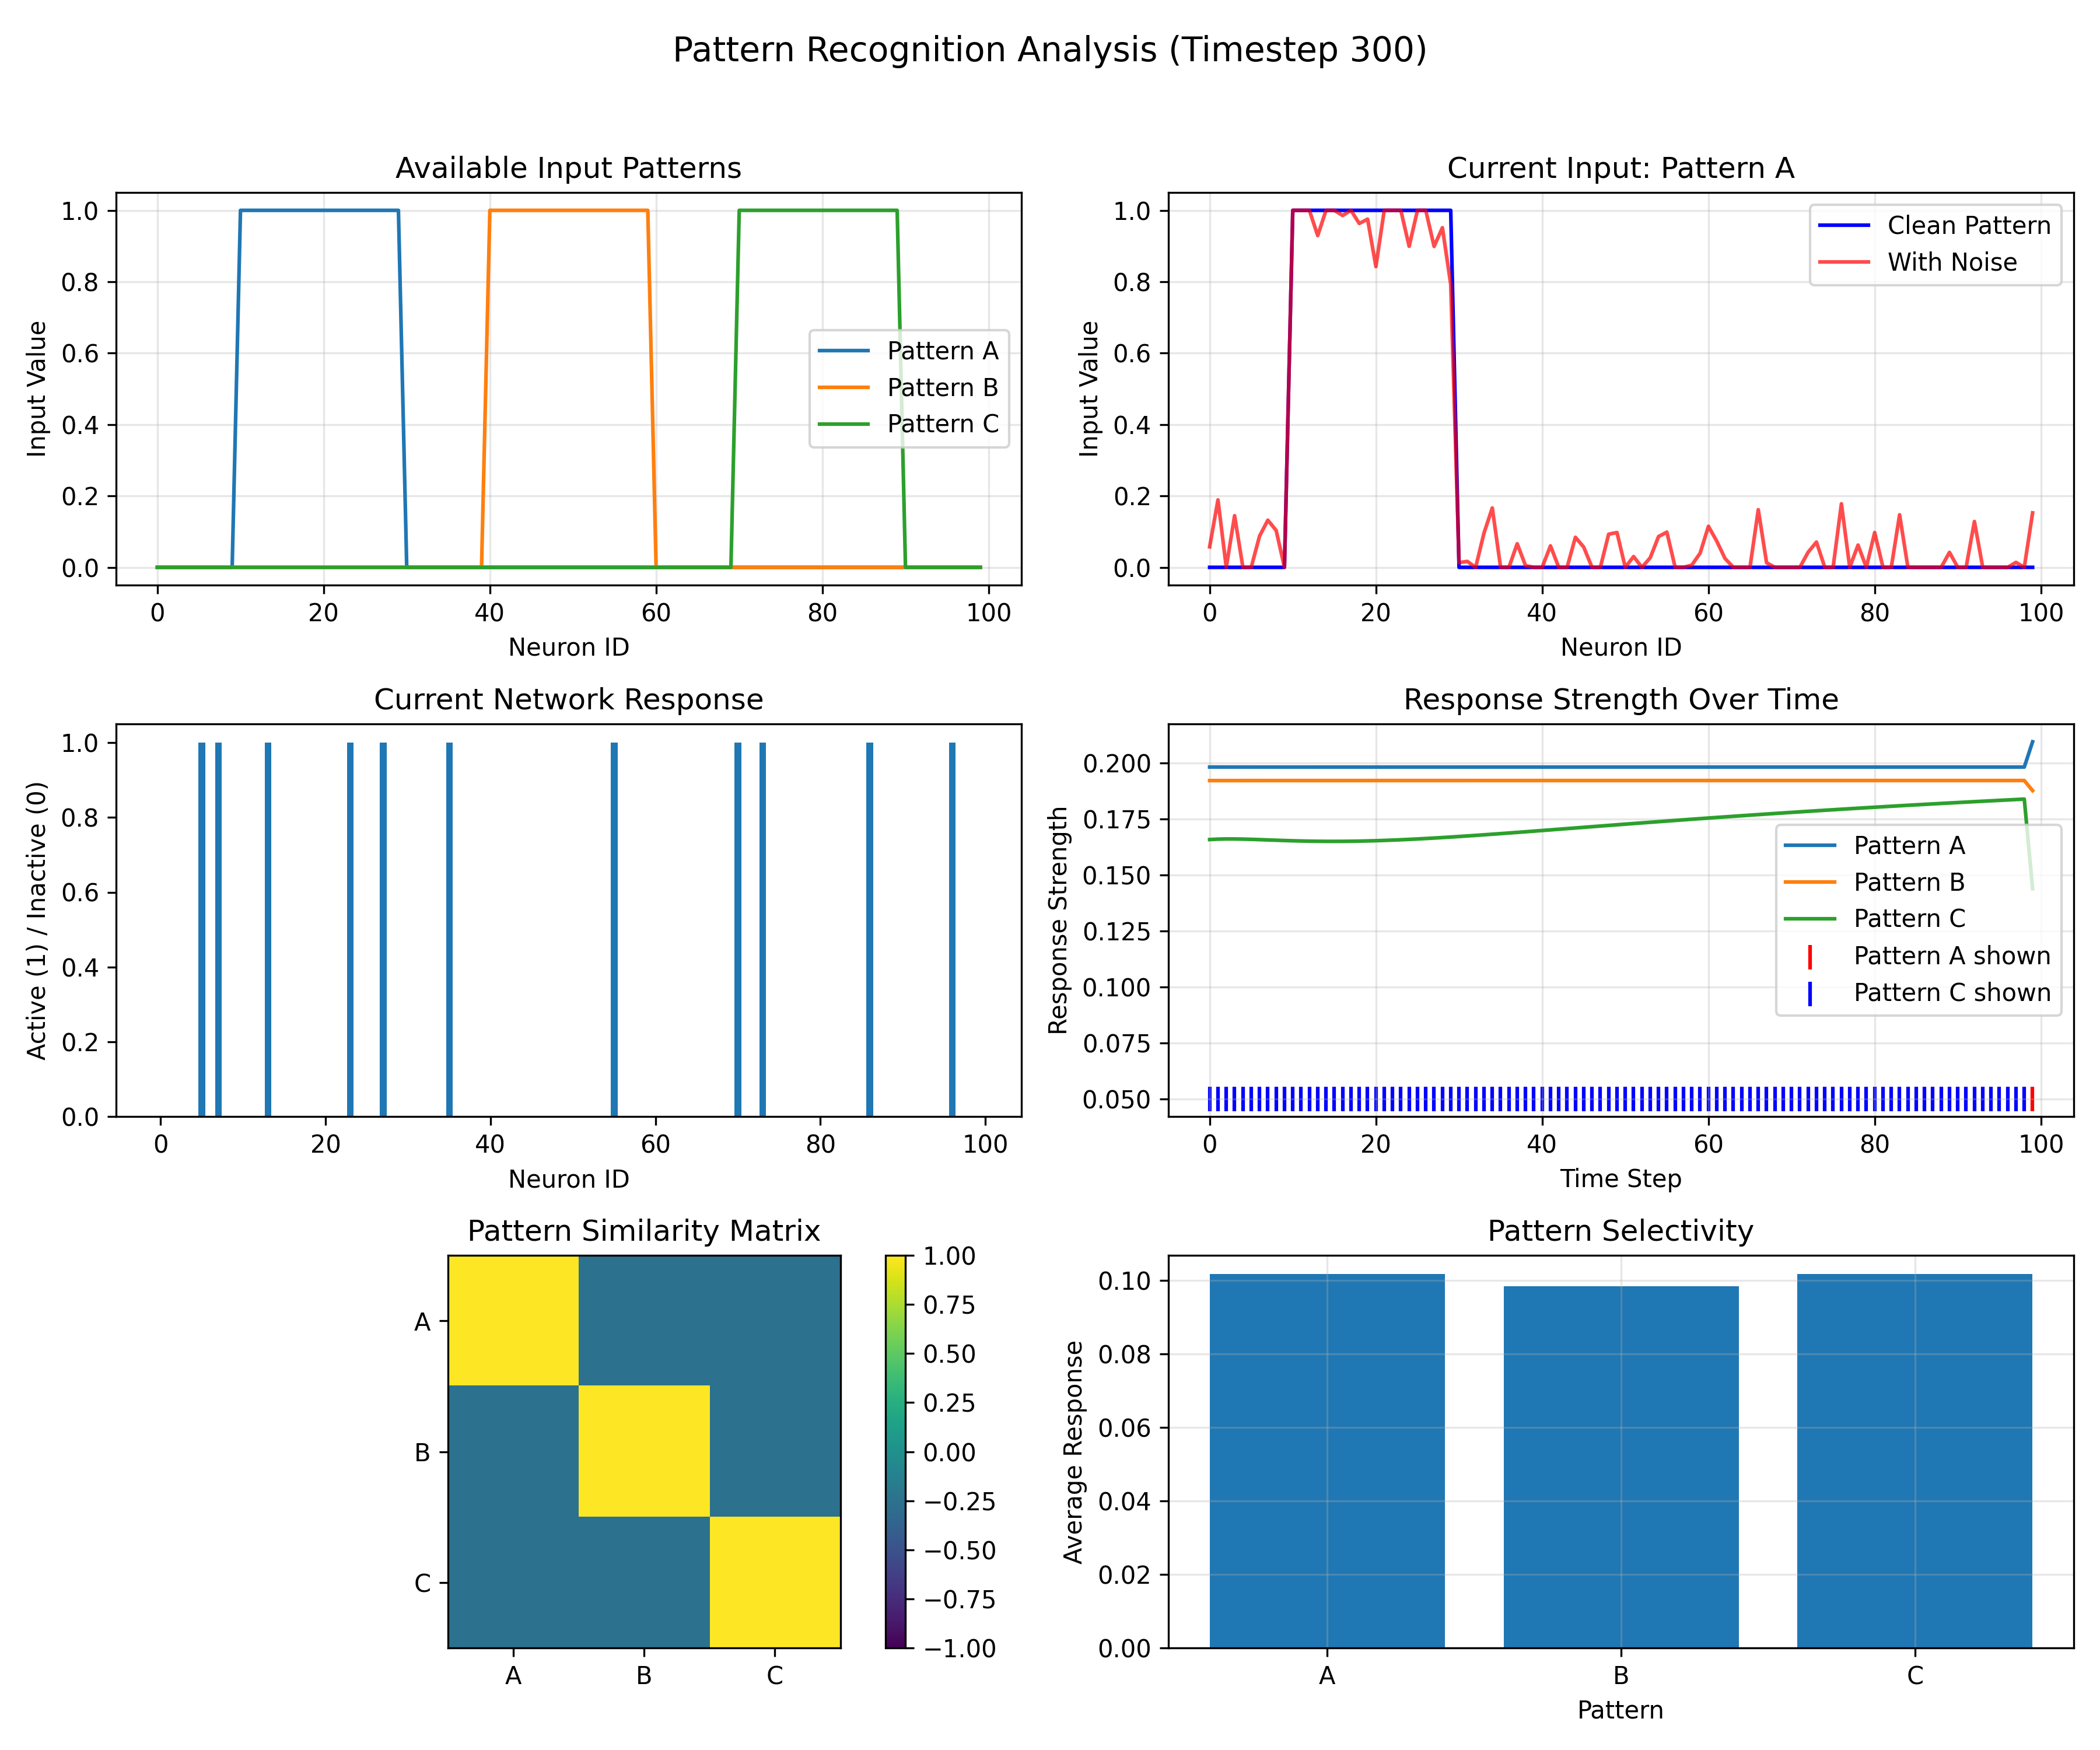 Pattern Recognition Analysis (Timestep 300)
Available Input Patterns
Input Value
1.0
0.8
0.6
0.4
0.2
0.0
Pattern A
Pattern B
Pattern C
0 20 40 60 80 100
Neuron ID
Current Input: Pattern A
Input Value
1.0
0.8
0.6
0.4
0.2
0.0
Clean Pattern
With Noise
0 20 40 60 80 100
Neuron ID
Current Network Response
Active (1) / Inactive (0)
1.0
0.8
0.6
0.4
0.2
0.0
0 20 40 60 80 100
Neuron ID
Response Strength Over Time
Response Strength
0.200
0.175
0.150
0.125
0.100
0.075
0.050
Pattern A
Pattern B
Pattern C
Pattern A shown
Pattern C shown
0 20 40 60 80 100
Time Step
Pattern Similarity Matrix
A
B
C
A B C
1.00
0.75
0.50
0.25
0.00
−0.25
−0.50
−0.75
−1.00
Pattern Selectivity
Average Response
0.10
0.08
0.06
0.04
0.02
0.00
A B C
Pattern